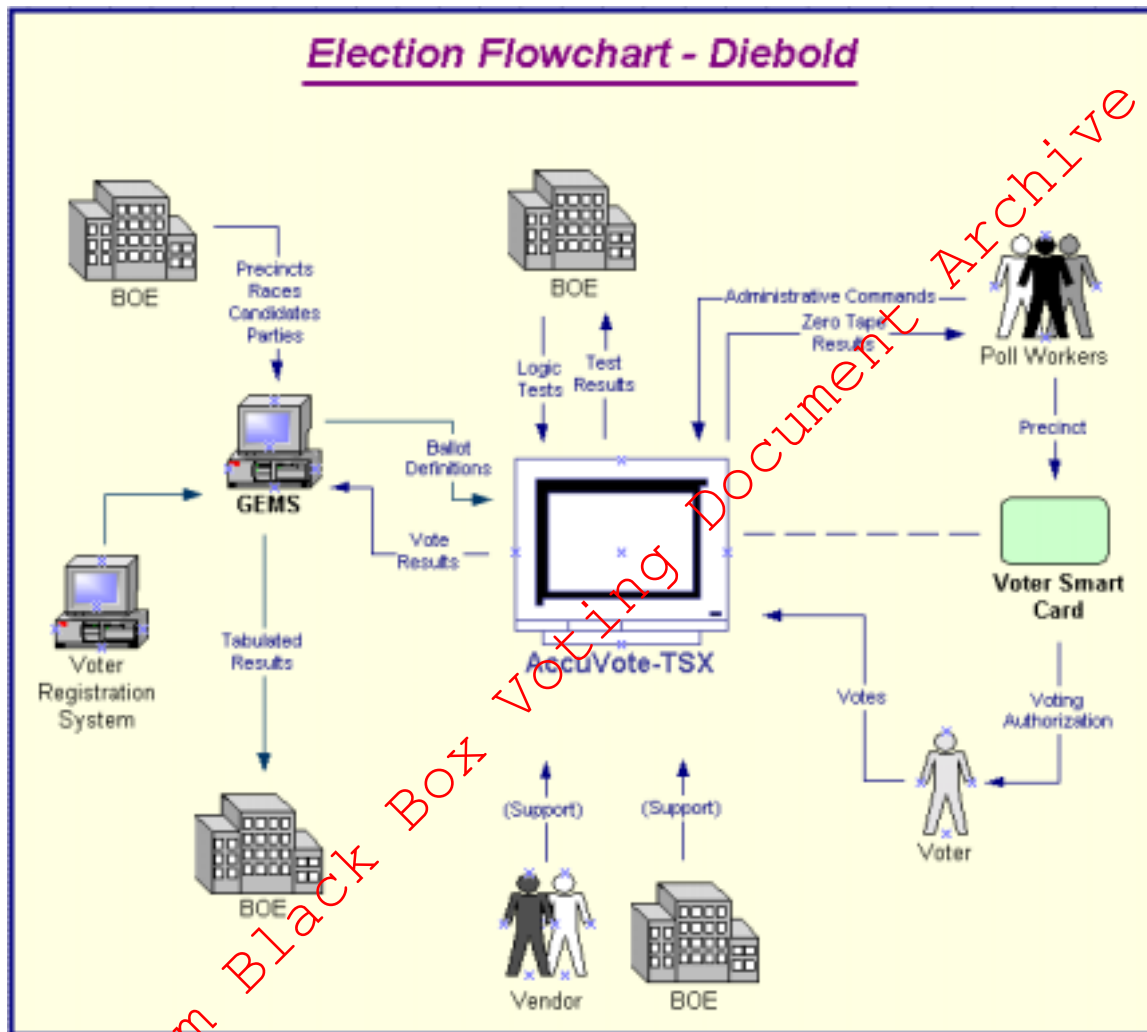 Election Flowchart - Diebold
BOE
Precincts
Races
Candidates
Parties
BOE
Logic
Tests
Test
Results
Administrative Commands
Zero Tape
Results
Poll Workers
Precinct
GEMS
Ballot
Definitions
Vote
Results
Voter Smart
Card
AccuVote-TSX
Voter
Registration
System
Tabulated
Results
Votes
Voting
Authorization
Voter
(Support)
(Support)
BOE
Vendor
BOE
m Black Box Voting Document Archive